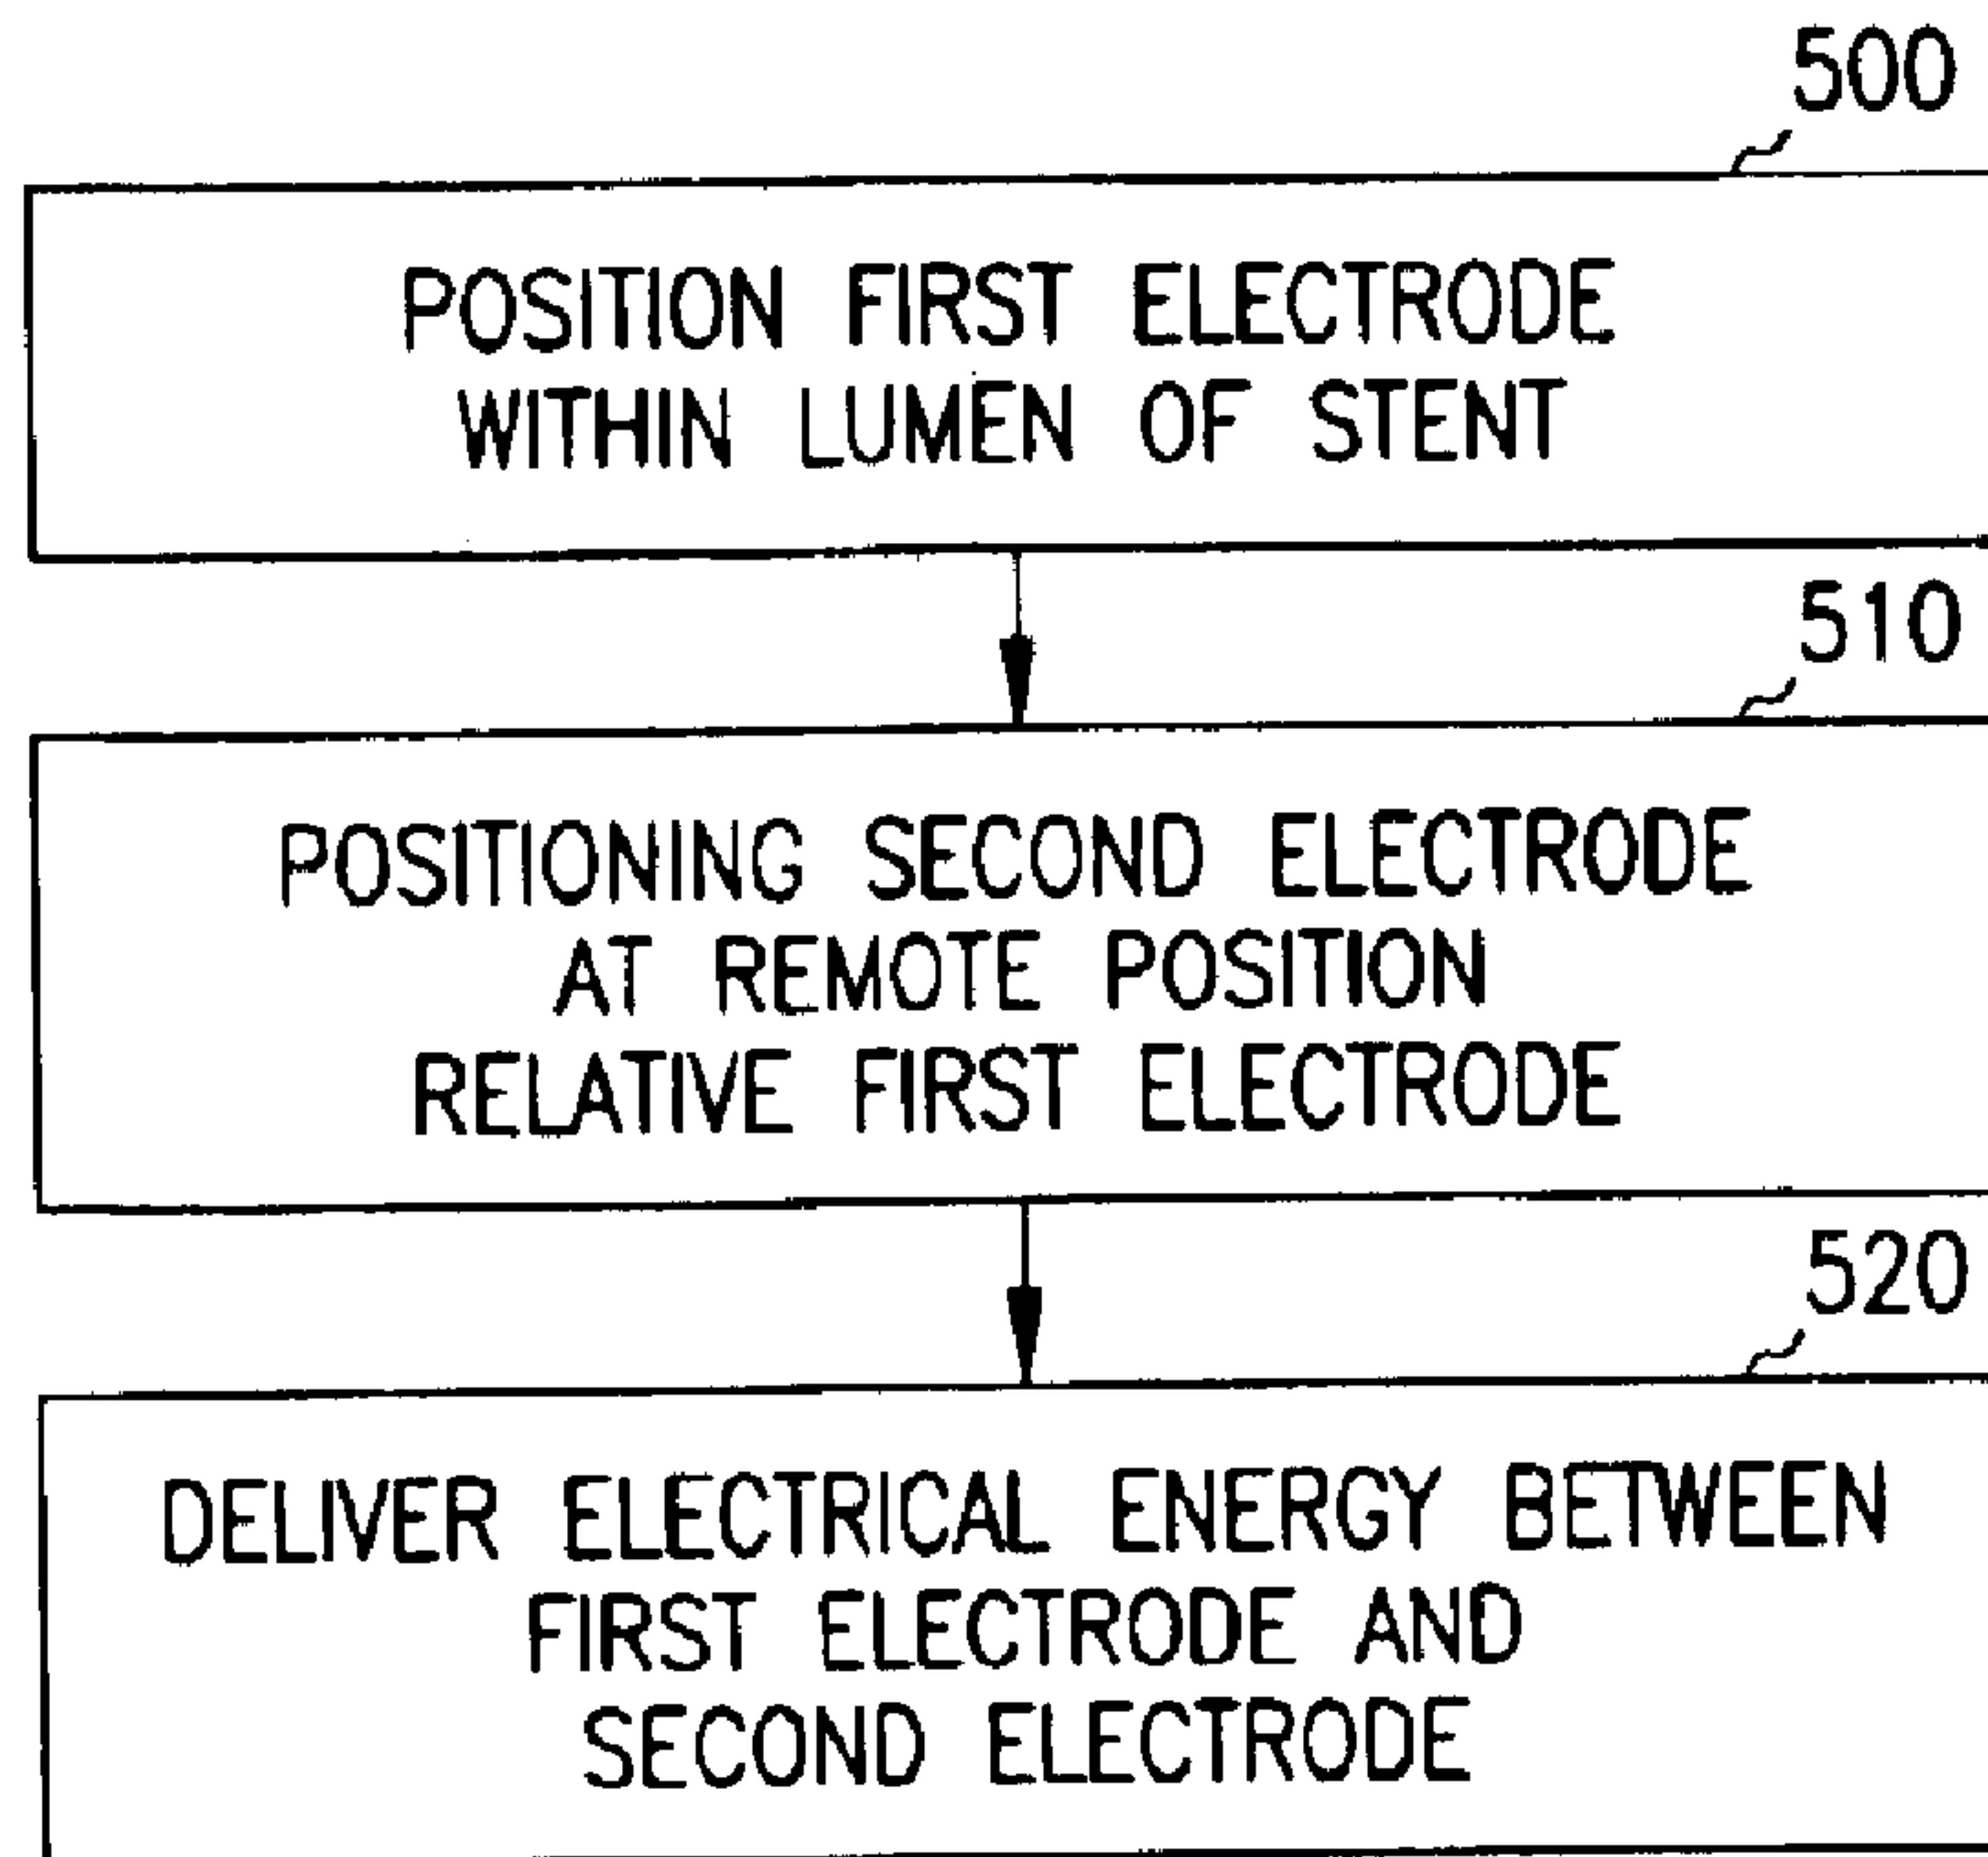 500
POSITION FIRST ELECTRODE
WITHIN LUMEN OF STENT
510
POSITIONING SECOND ELECTRODE
AT REMOTE POSITION
RELATIVE FIRST ELECTRODE
520
DELIVER ELECTRICAL ENERGY BETWEEN
FIRST ELECTRODE AND
SECOND ELECTRODE